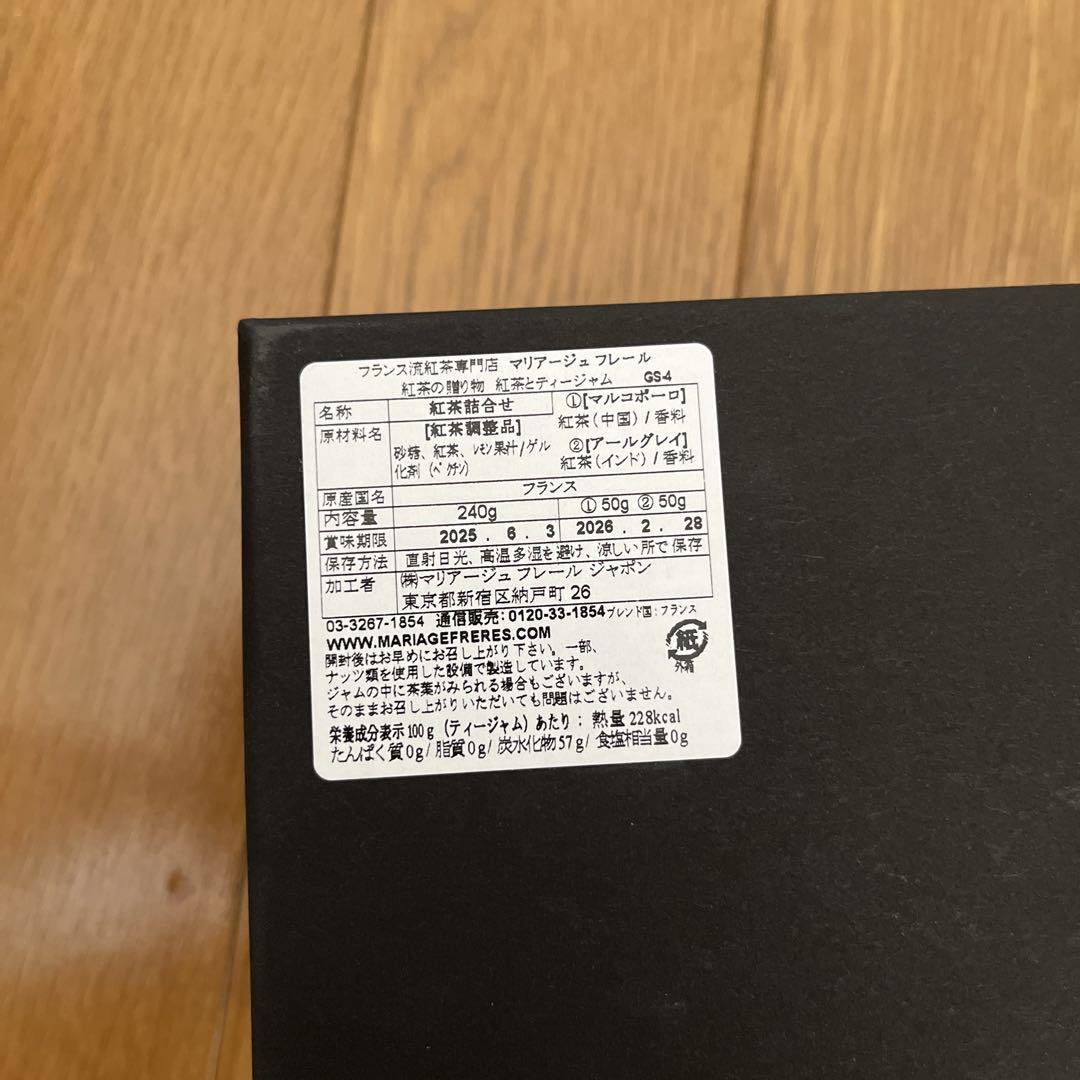 フランス流紅茶専門店 マリアージュ フレール
紅茶の贈り物 紅茶とティージャム GS-4
名称 紅茶詰合せ ①[マルコポーロ]
紅茶(中国)/香料
原材料名 [紅茶調整品]
砂糖、紅茶、レモン果汁/ゲル
化剤(ペクチン)
②[アールグレイ]
紅茶(インド)/香料
原産国名 フランス
内容量 240g ①50g ②50g
賞味期限 2025 . 6 . 3 2026 . 2 . 28
保存方法 直射日光、高温多湿を避け、涼しい所で保存
加工者 ㈱マリアージュ フレール ジャポン
東京都新宿区納戸町 26
03-3267-1854 通信販売:0120-33-1854 ブレンド国:フランス
WWW.MARIAGEFRERES.COM
開封後はお早めにお召し上がり下さい。一部、
ナッツ類を使用した設備で製造しています。
ジャムの中に茶葉がみられる場合もございますが、
そのままお召し上がりいただいても問題はございません。
紙
外箱
栄養成分表示100g(ティージャム)あたり:熱量228kcal
たんぱく質0g/脂質0g/炭水化物57g/食塩相当量0g